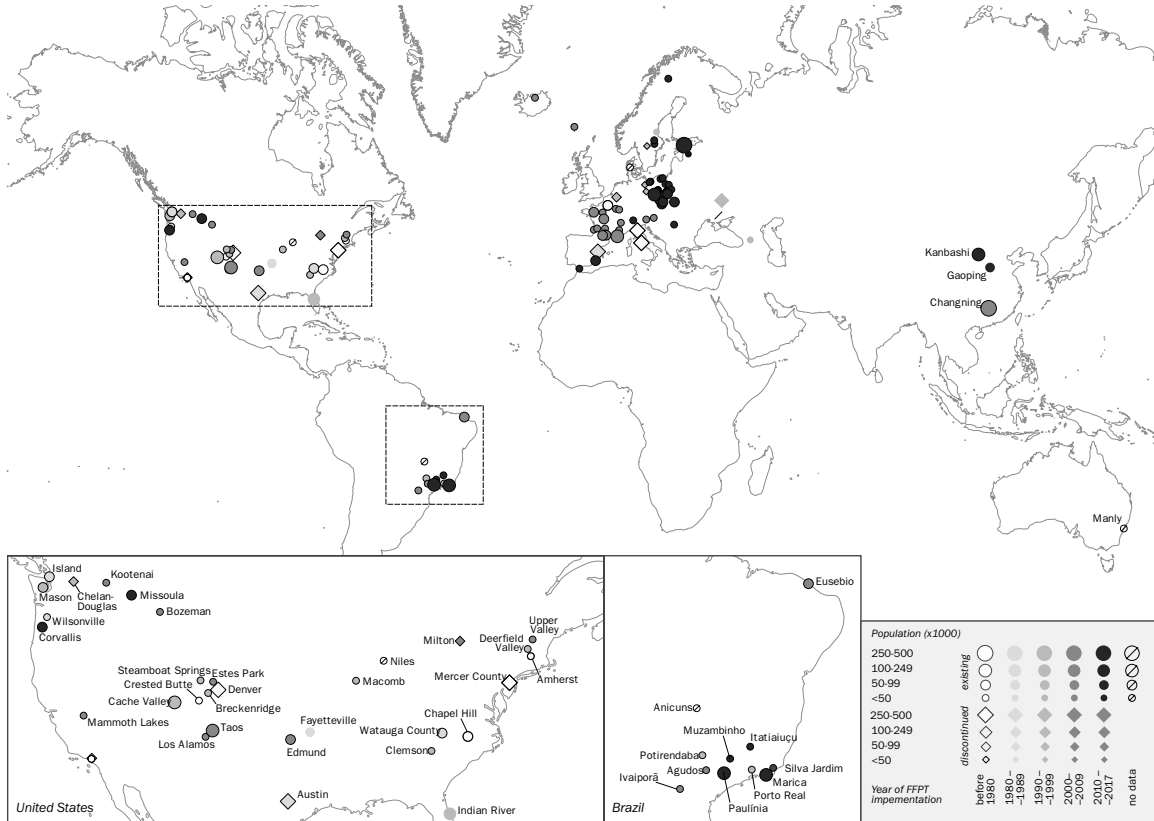 Kanbashi
Gaoping
Changning
Manly
Island
Kootenai
Mason
Chelan-
Douglas
Missoula
Bozeman
Wilsonville
Corvallis
Upper
Valley
Milton
Deerfield
Valley
Niles
Amherst
Steamboat Springs
Estes Park
Crested Butte
Denver
Macomb
Mercer County
Cache Valley
Breckenridge
Mammoth Lakes
Taos
Los Alamos
Fayetteville
Edmund
Chapel Hill
Watauga County
Clemson
Austin
Indian River
United States
Eusebio
Anicuns
Muzambinho
Itatiaiuçu
Potirendaba
Agudos
Ivaiporã
Silva Jardim
Marica
Porto Real
Paulínia
Brazil
Population (x1000)
250-500
100-249
50-99
<50
existing
250-500
100-249
50-99
<50
discontinued
Year of FFPT
impementation
before
1980
1980–
–1989
1990–
–1999
2000–
–2009
2010–
–2017
no data